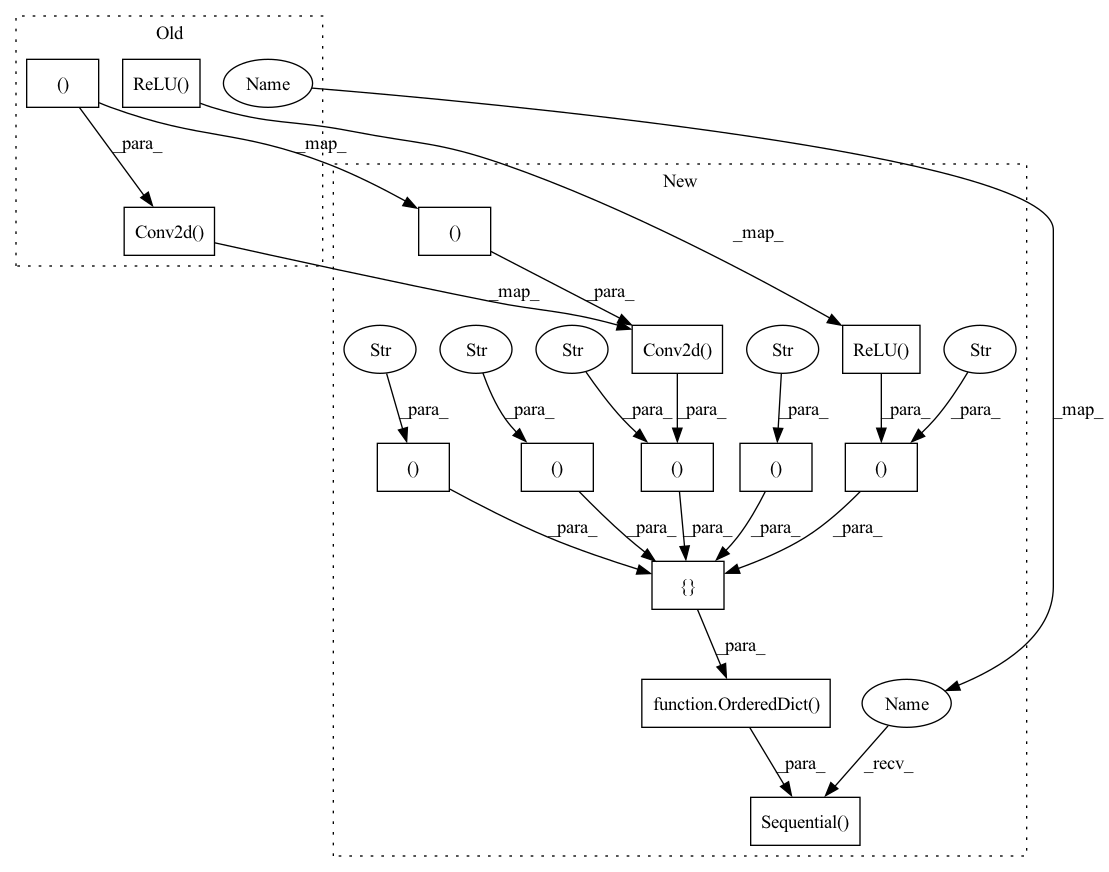 Old
()
ReLU()
Name
_para_
_map_
New
Conv2d()
()
_map_
_map_
_para_
Str
Str
Str
Conv2d()
Str
ReLU()
Str
_para_
_para_
_para_
_para_
_para_
_para_
_para_
_map_
()
()
()
()
()
_para_
_para_
_para_
_para_
_para_
{}
_para_
function.OrderedDict()
Name
_para_
_recv_
Sequential()